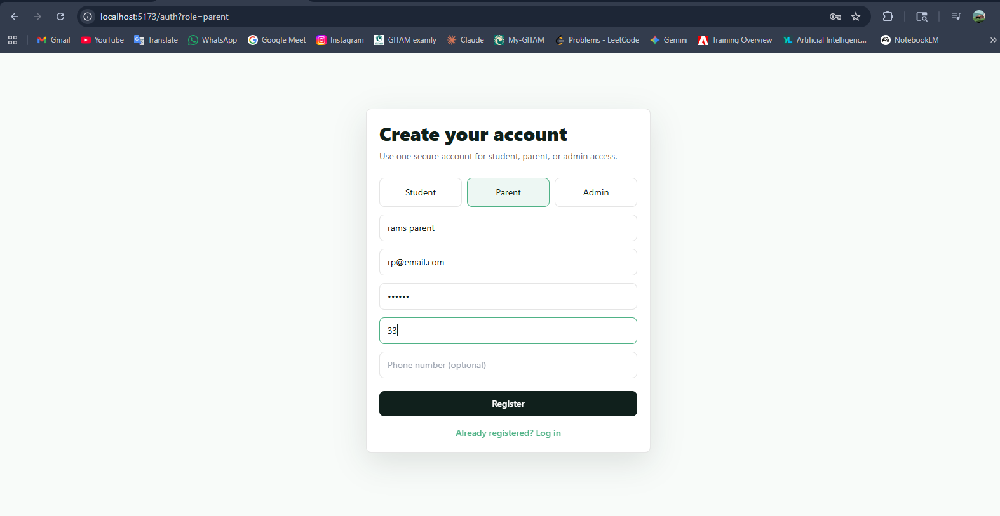 localhost:5173/auth?role=parent
Gmail YouTube Translate WhatsApp Google Meet Instagram GITAM examly Claude My-GITAM Problems - LeetCode Gemini Training Overview Artificial Intelligenc... NotebookLM
Create your account
Use one secure account for student, parent, or admin access.
Student Parent Admin
rams parent
rp@email.com
••••••
33
Phone number (optional)
Register
Already registered? Log in